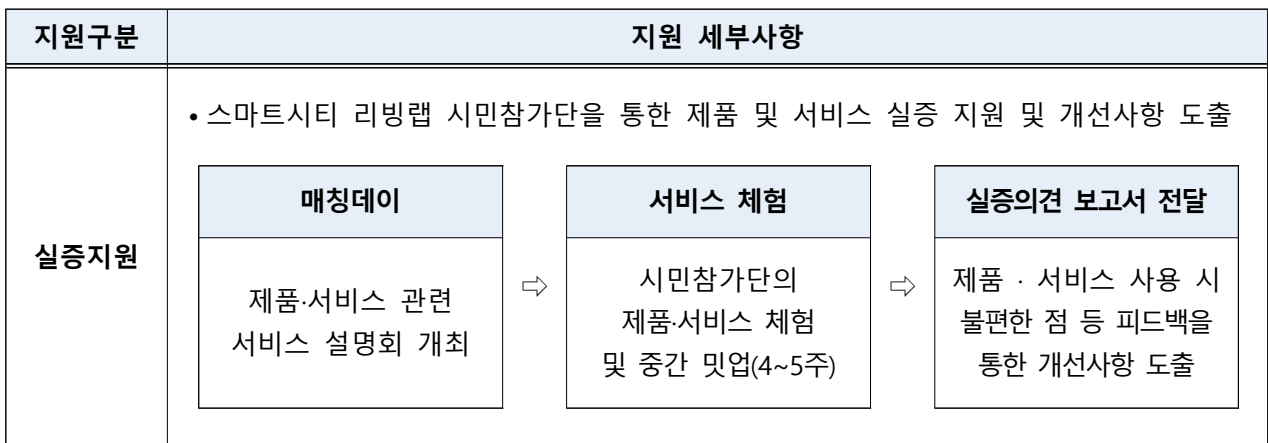 지원구분
지원 세부사항
실증지원
• 스마트시티 리빙랩 시민참가단을 통한 제품 및 서비스 실증 지원 및 개선사항 도출
매칭데이
제품·서비스 관련
서비스 설명회 개최
⇨
서비스 체험
시민참가단의
제품·서비스 체험
및 중간 밋업(4~5주)
⇨
실증의견 보고서 전달
제품 · 서비스 사용 시
불편한 점 등 피드백을
통한 개선사항 도출